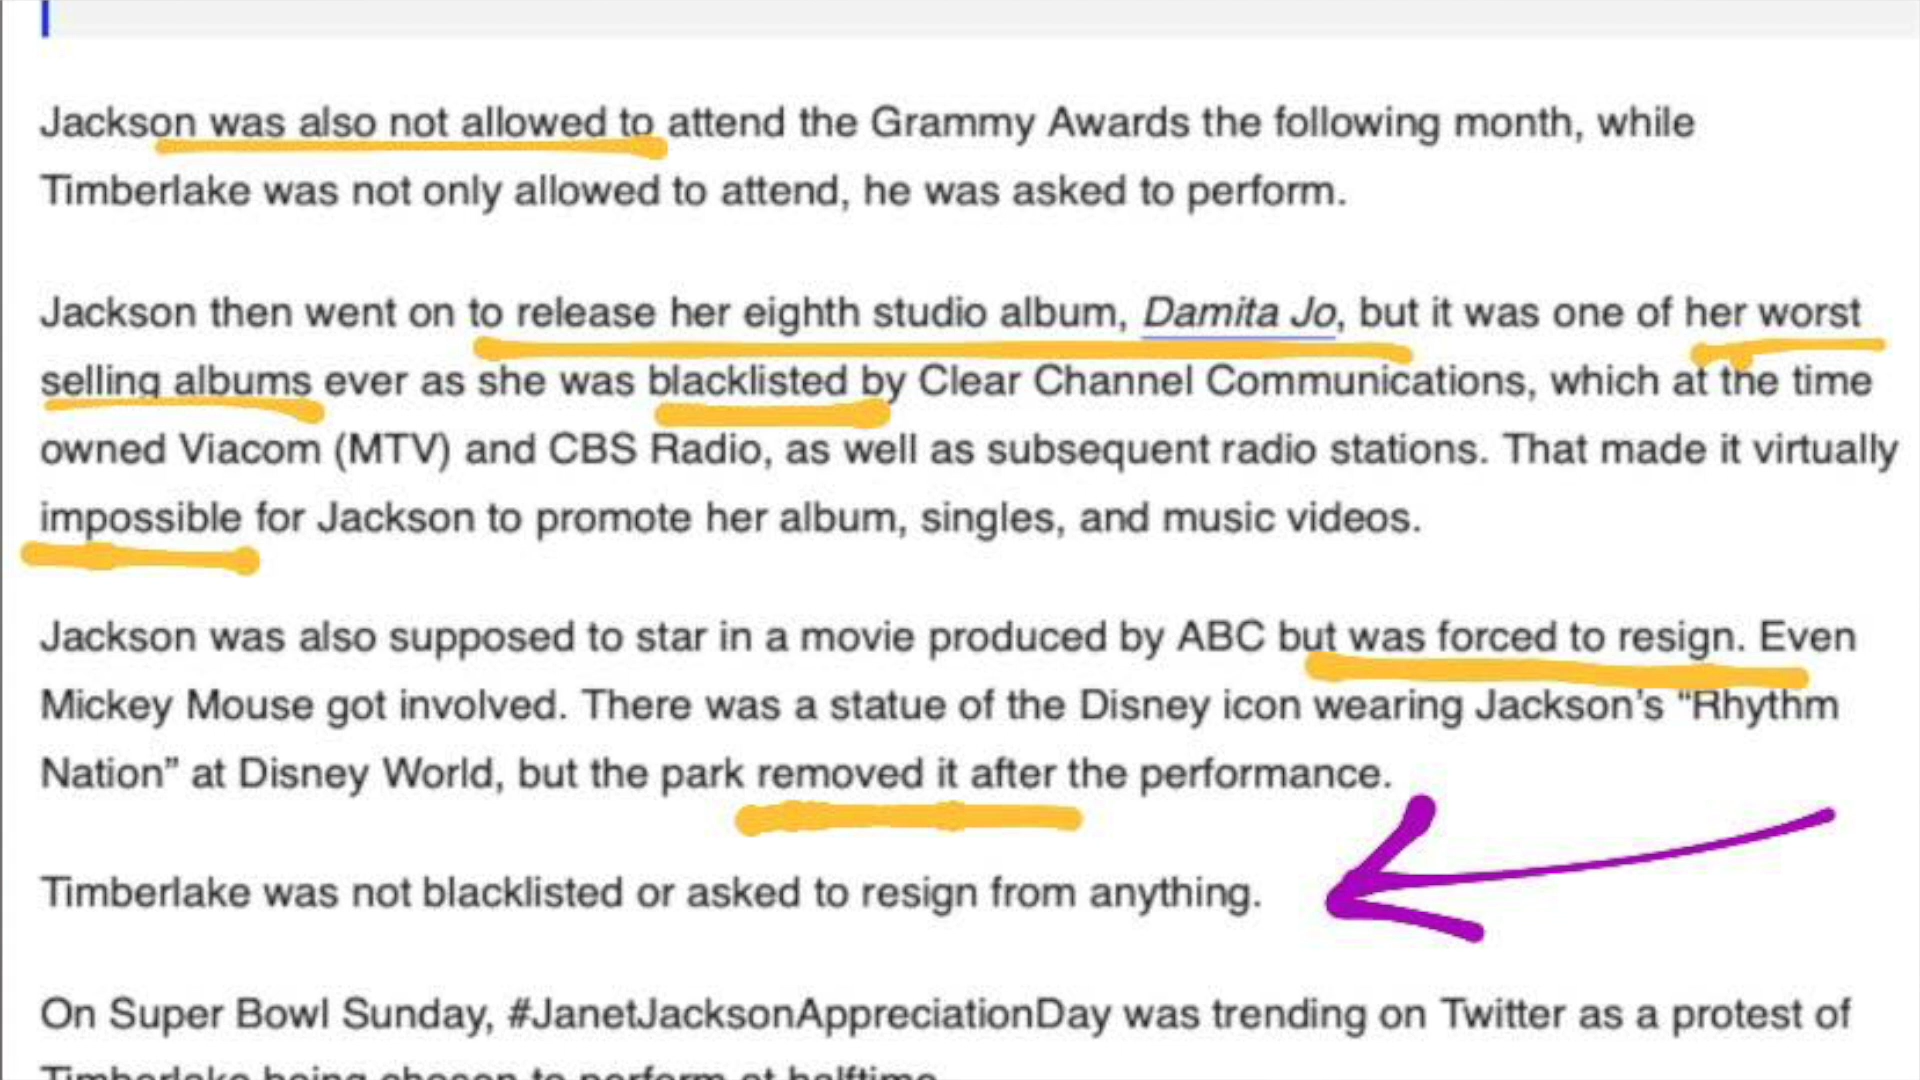 Jackson was also not allowed to attend the Grammy Awards the following month, while
Timberlake was not only allowed to attend, he was asked to perform.
Jackson then went on to release her eighth studio album, Damita Jo, but it was one of her worst
selling albums ever as she was blacklisted by Clear Channel Communications, which at the time
owned Viacom (MTV) and CBS Radio, as well as subsequent radio stations. That made it virtually
impossible for Jackson to promote her album, singles, and music videos.
Jackson was also supposed to star in a movie produced by ABC but was forced to resign. Even
Mickey Mouse got involved. There was a statue of the Disney icon wearing Jackson’s “Rhythm
Nation” at Disney World, but the park removed it after the performance.
Timberlake was not blacklisted or asked to resign from anything.
On Super Bowl Sunday, #JanetJacksonAppreciationDay was trending on Twitter as a protest of
Timberlake being chosen to perform at halftime